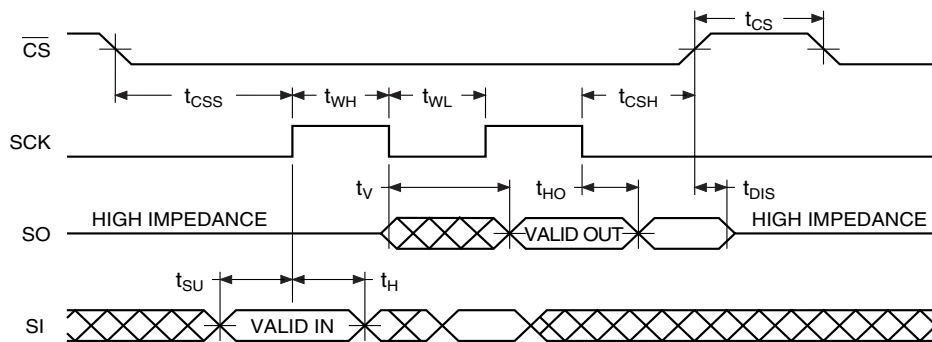 tCS
CS
tCSS tWH tWL tCSH
SCK
tV tHO tDIS
HIGH IMPEDANCE HIGH IMPEDANCE
SO VALID OUT
tSU tH
SI VALID IN